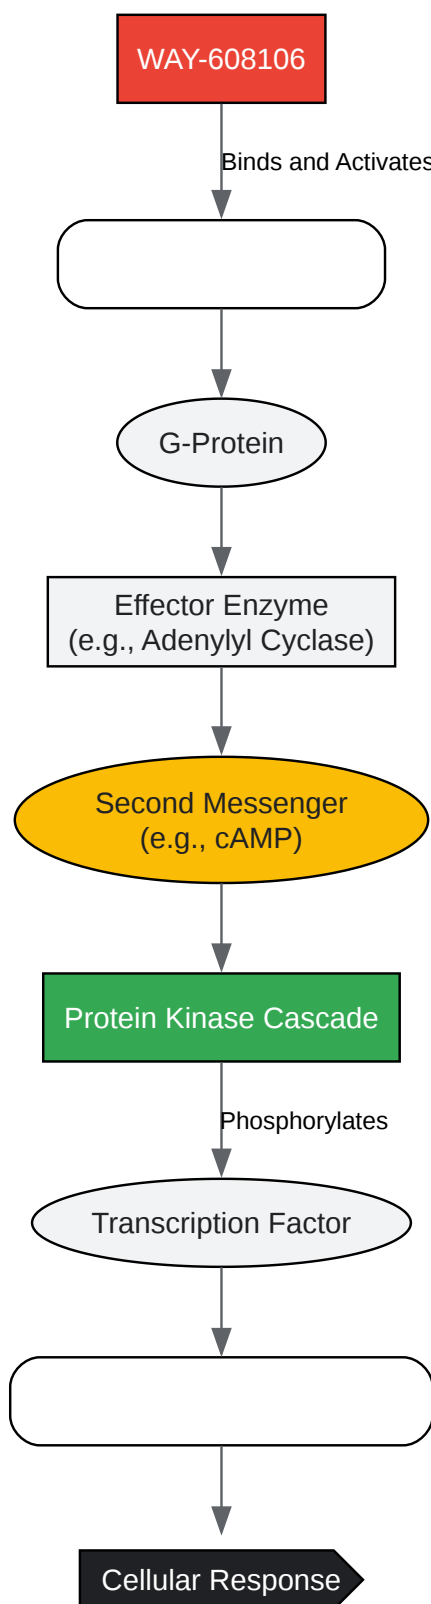 WAY-608106
Binds and Activates
G-Protein
Effector Enzyme
(e.g., Adenylyl Cyclase)
Second Messenger
(e.g., cAMP)
Protein Kinase Cascade
Phosphorylates
Transcription Factor
Cellular Response